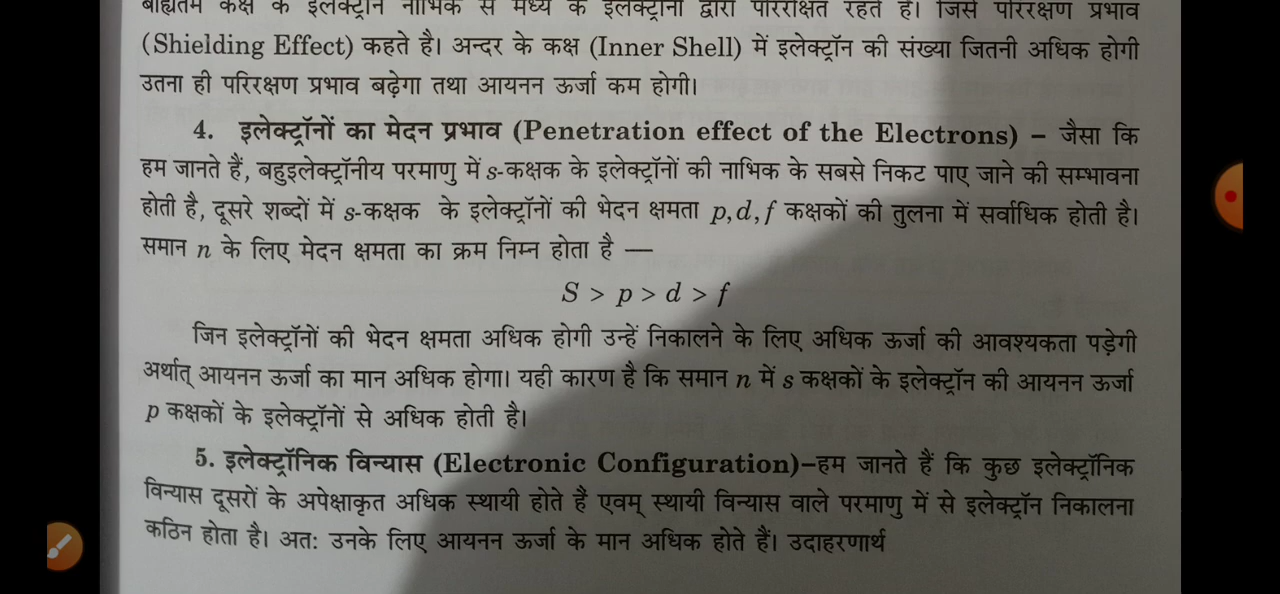 बाह्यतम कक्ष के इलेक्ट्रॉन नाभिक से मध्य के इलेक्ट्रॉनों द्वारा परिरक्षित रहते हैं। जिसे परिरक्षण प्रभाव
(Shielding Effect) कहते है। अन्दर के कक्ष (Inner Shell) में इलेक्ट्रॉन की संख्या जितनी अधिक होगी
उतना ही परिरक्षण प्रभाव बढ़ेगा तथा आयनन ऊर्जा कम होगी।
4. इलेक्ट्रॉनों का मेदन प्रभाव (Penetration effect of the Electrons) – जैसा कि
हम जानते हैं, बहुइलेक्ट्रॉनीय परमाणु में s-कक्षक के इलेक्ट्रॉनों की नाभिक के सबसे निकट पाए जाने की सम्भावना
होती है, दूसरे शब्दों में s-कक्षक के इलेक्ट्रॉनों की भेदन क्षमता p, d, f कक्षकों की तुलना में सर्वाधिक होती है।
समान n के लिए मेदन क्षमता का क्रम निम्न होता है —
S > p > d > f
जिन इलेक्ट्रॉनों की भेदन क्षमता अधिक होगी उन्हें निकालने के लिए अधिक ऊर्जा की आवश्यकता पड़ेगी
अर्थात् आयनन ऊर्जा का मान अधिक होगा। यही कारण है कि समान n में s कक्षकों के इलेक्ट्रॉन की आयनन ऊर्जा
p कक्षकों के इलेक्ट्रॉनों से अधिक होती है।
5. इलेक्ट्रॉनिक विन्यास (Electronic Configuration)–हम जानते हैं कि कुछ इलेक्ट्रॉनिक
विन्यास दूसरों के अपेक्षाकृत अधिक स्थायी होते हैं एवम् स्थायी विन्यास वाले परमाणु में से इलेक्ट्रॉन निकालना
कठिन होता है। अत: उनके लिए आयनन ऊर्जा के मान अधिक होते हैं। उदाहरणार्थ